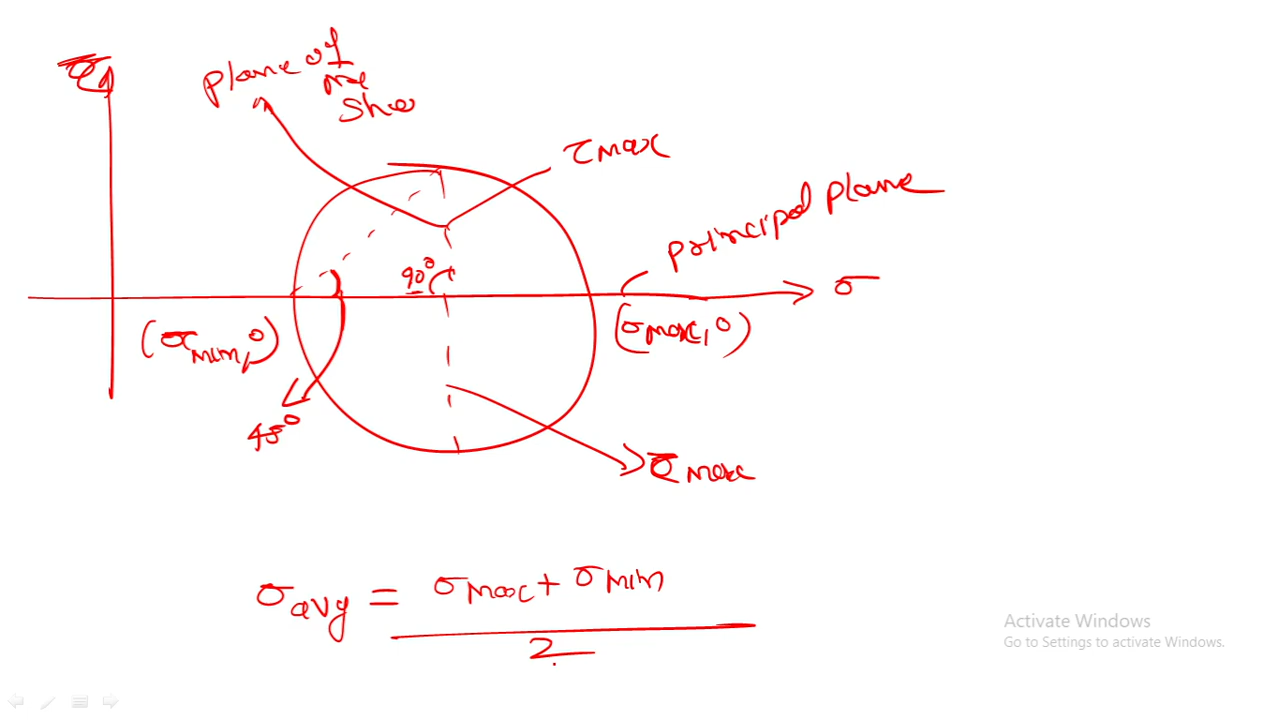 plane of
max
τmax
principal plane
90°
σ
(σmin,0)
(σmax,0)
45°
τmax
σavg = σmax + σmin
2
Activate Windows
Go to Settings to activate Windows.